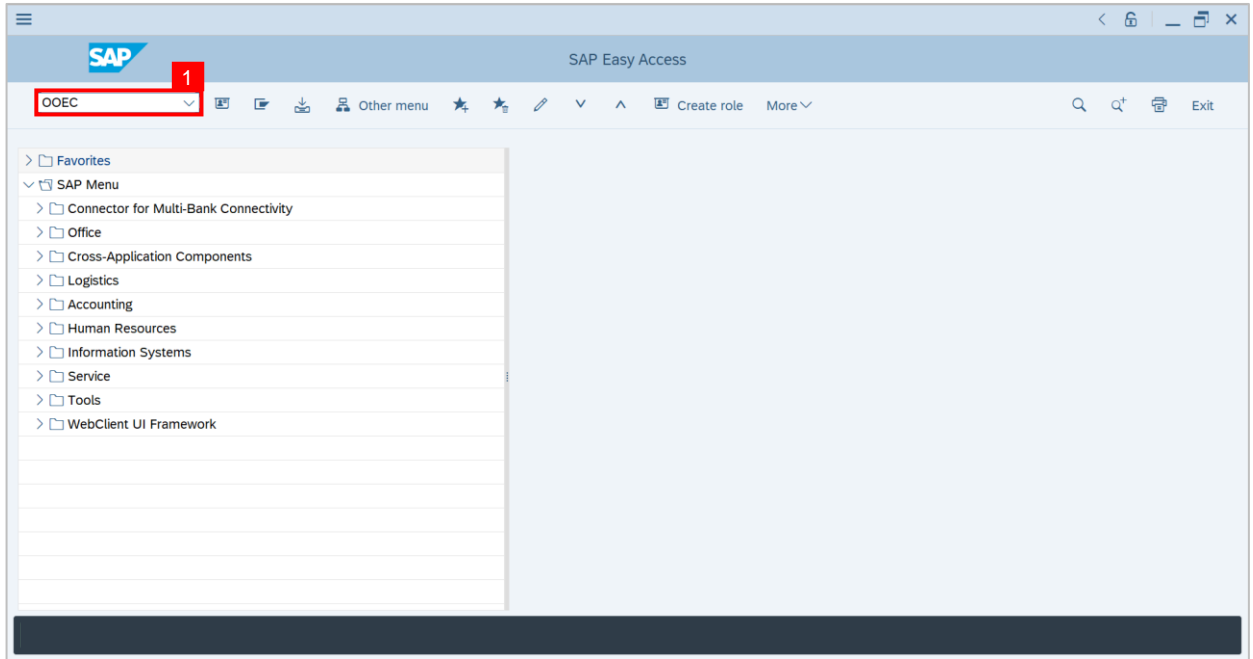 SAP
SAP Easy Access
1
OOEC
Other menu
Create role
More
Exit
Favorites
SAP Menu
Connector for Multi-Bank Connectivity
Office
Cross-Application Components
Logistics
Accounting
Human Resources
Information Systems
Service
Tools
WebClient UI Framework